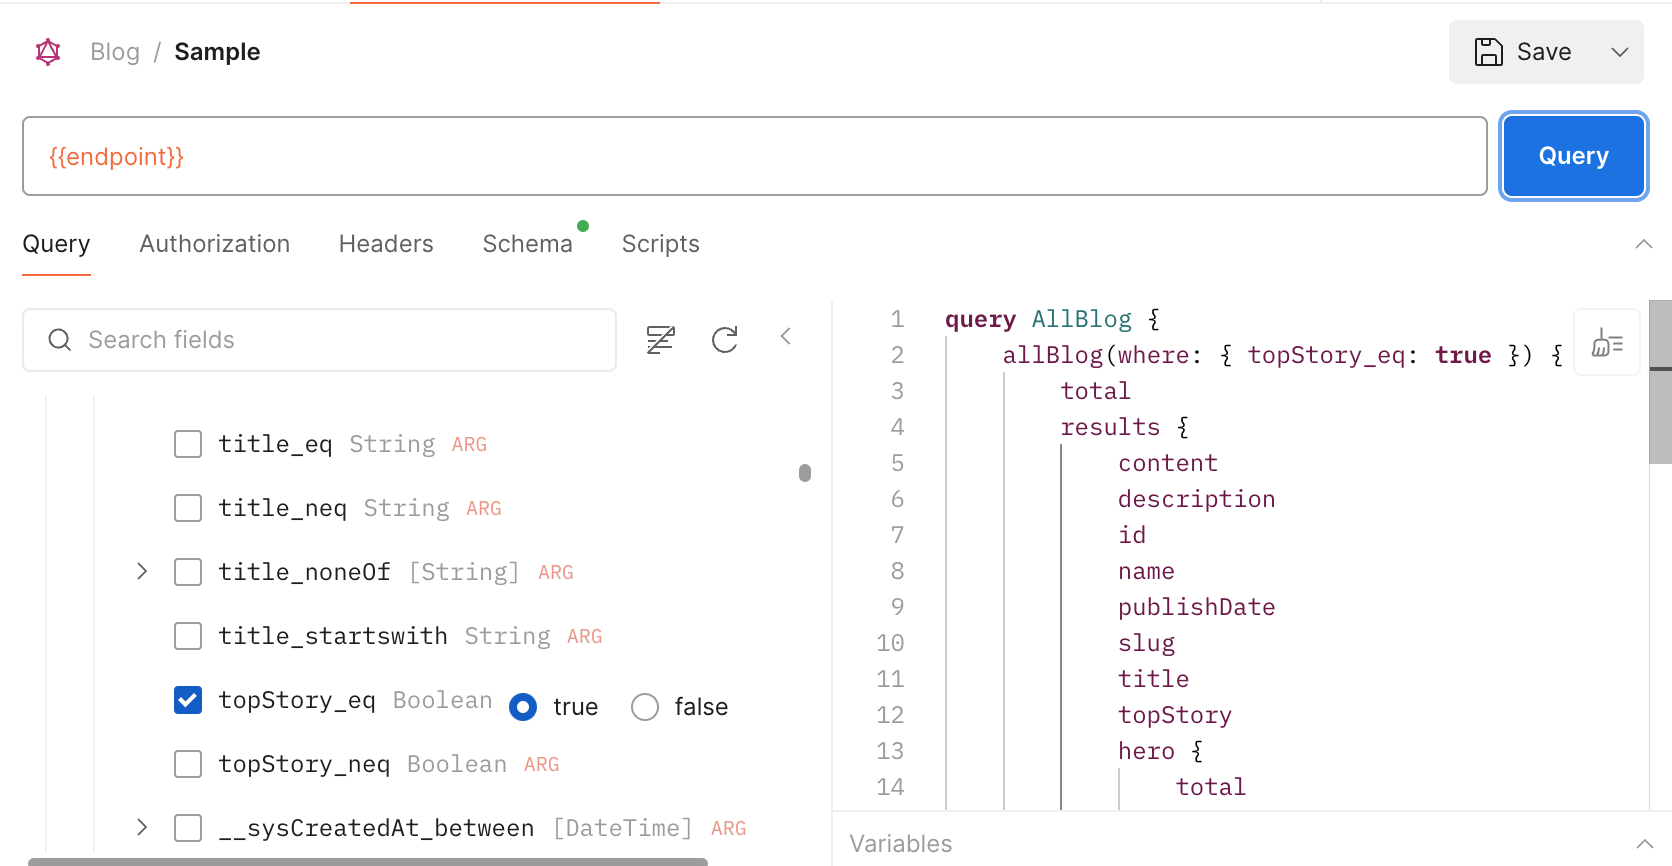 Blog / Sample
Save
{{endpoint}}
Query
Query Authorization Headers Schema Scripts
Search fields
title_eq String ARG
title_neq String ARG
title_noneOf [String] ARG
title_startswith String ARG
topStory_eq Boolean true false
topStory_neq Boolean ARG
__sysCreatedAt_between [DateTime] ARG
1 query AllBlog {
2 allBlog(where: { topStory_eq: true }) {
3 total
4 results {
5 content
6 description
7 id
8 name
9 publishDate
10 slug
11 title
12 topStory
13 hero {
14 total
Variables